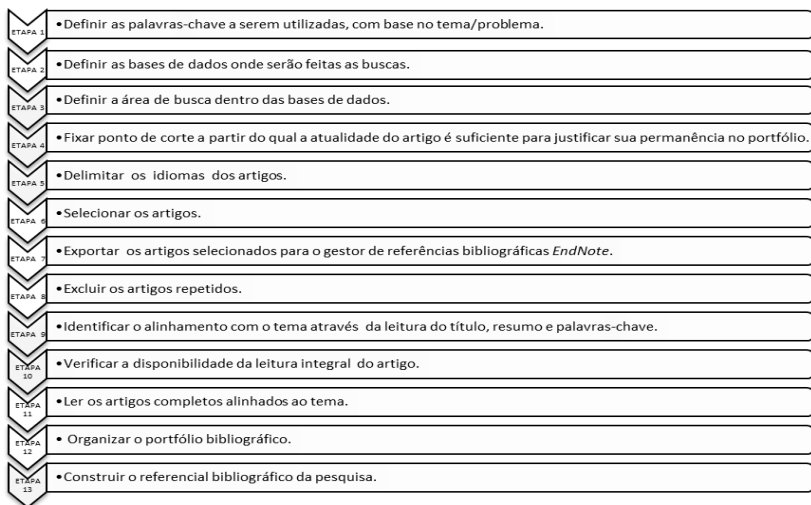 ETAPA 1
•Definir as palavras-chave a serem utilizadas, com base no tema/problema.
ETAPA 2
•Definir as bases de dados onde serão feitas as buscas.
ETAPA 3
•Definir a área de busca dentro das bases de dados.
ETAPA 4
•Fixar ponto de corte a partir do qual a atualidade do artigo é suficiente para justificar sua permanência no portfólio.
ETAPA 5
•Delimitar os idiomas dos artigos.
ETAPA 6
•Selecionar os artigos.
ETAPA 7
•Exportar os artigos selecionados para o gestor de referências bibliográficas EndNote.
ETAPA 8
•Excluir os artigos repetidos.
ETAPA 9
•Identificar o alinhamento com o tema através da leitura do título, resumo e palavras-chave.
ETAPA
10
•Verificar a disponibilidade da leitura integral do artigo.
ETAPA
11
•Ler os artigos completos alinhados ao tema.
ETAPA
12
• Organizar o portfólio bibliográfico.
ETAPA
13
•Construir o referencial bibliográfico da pesquisa.